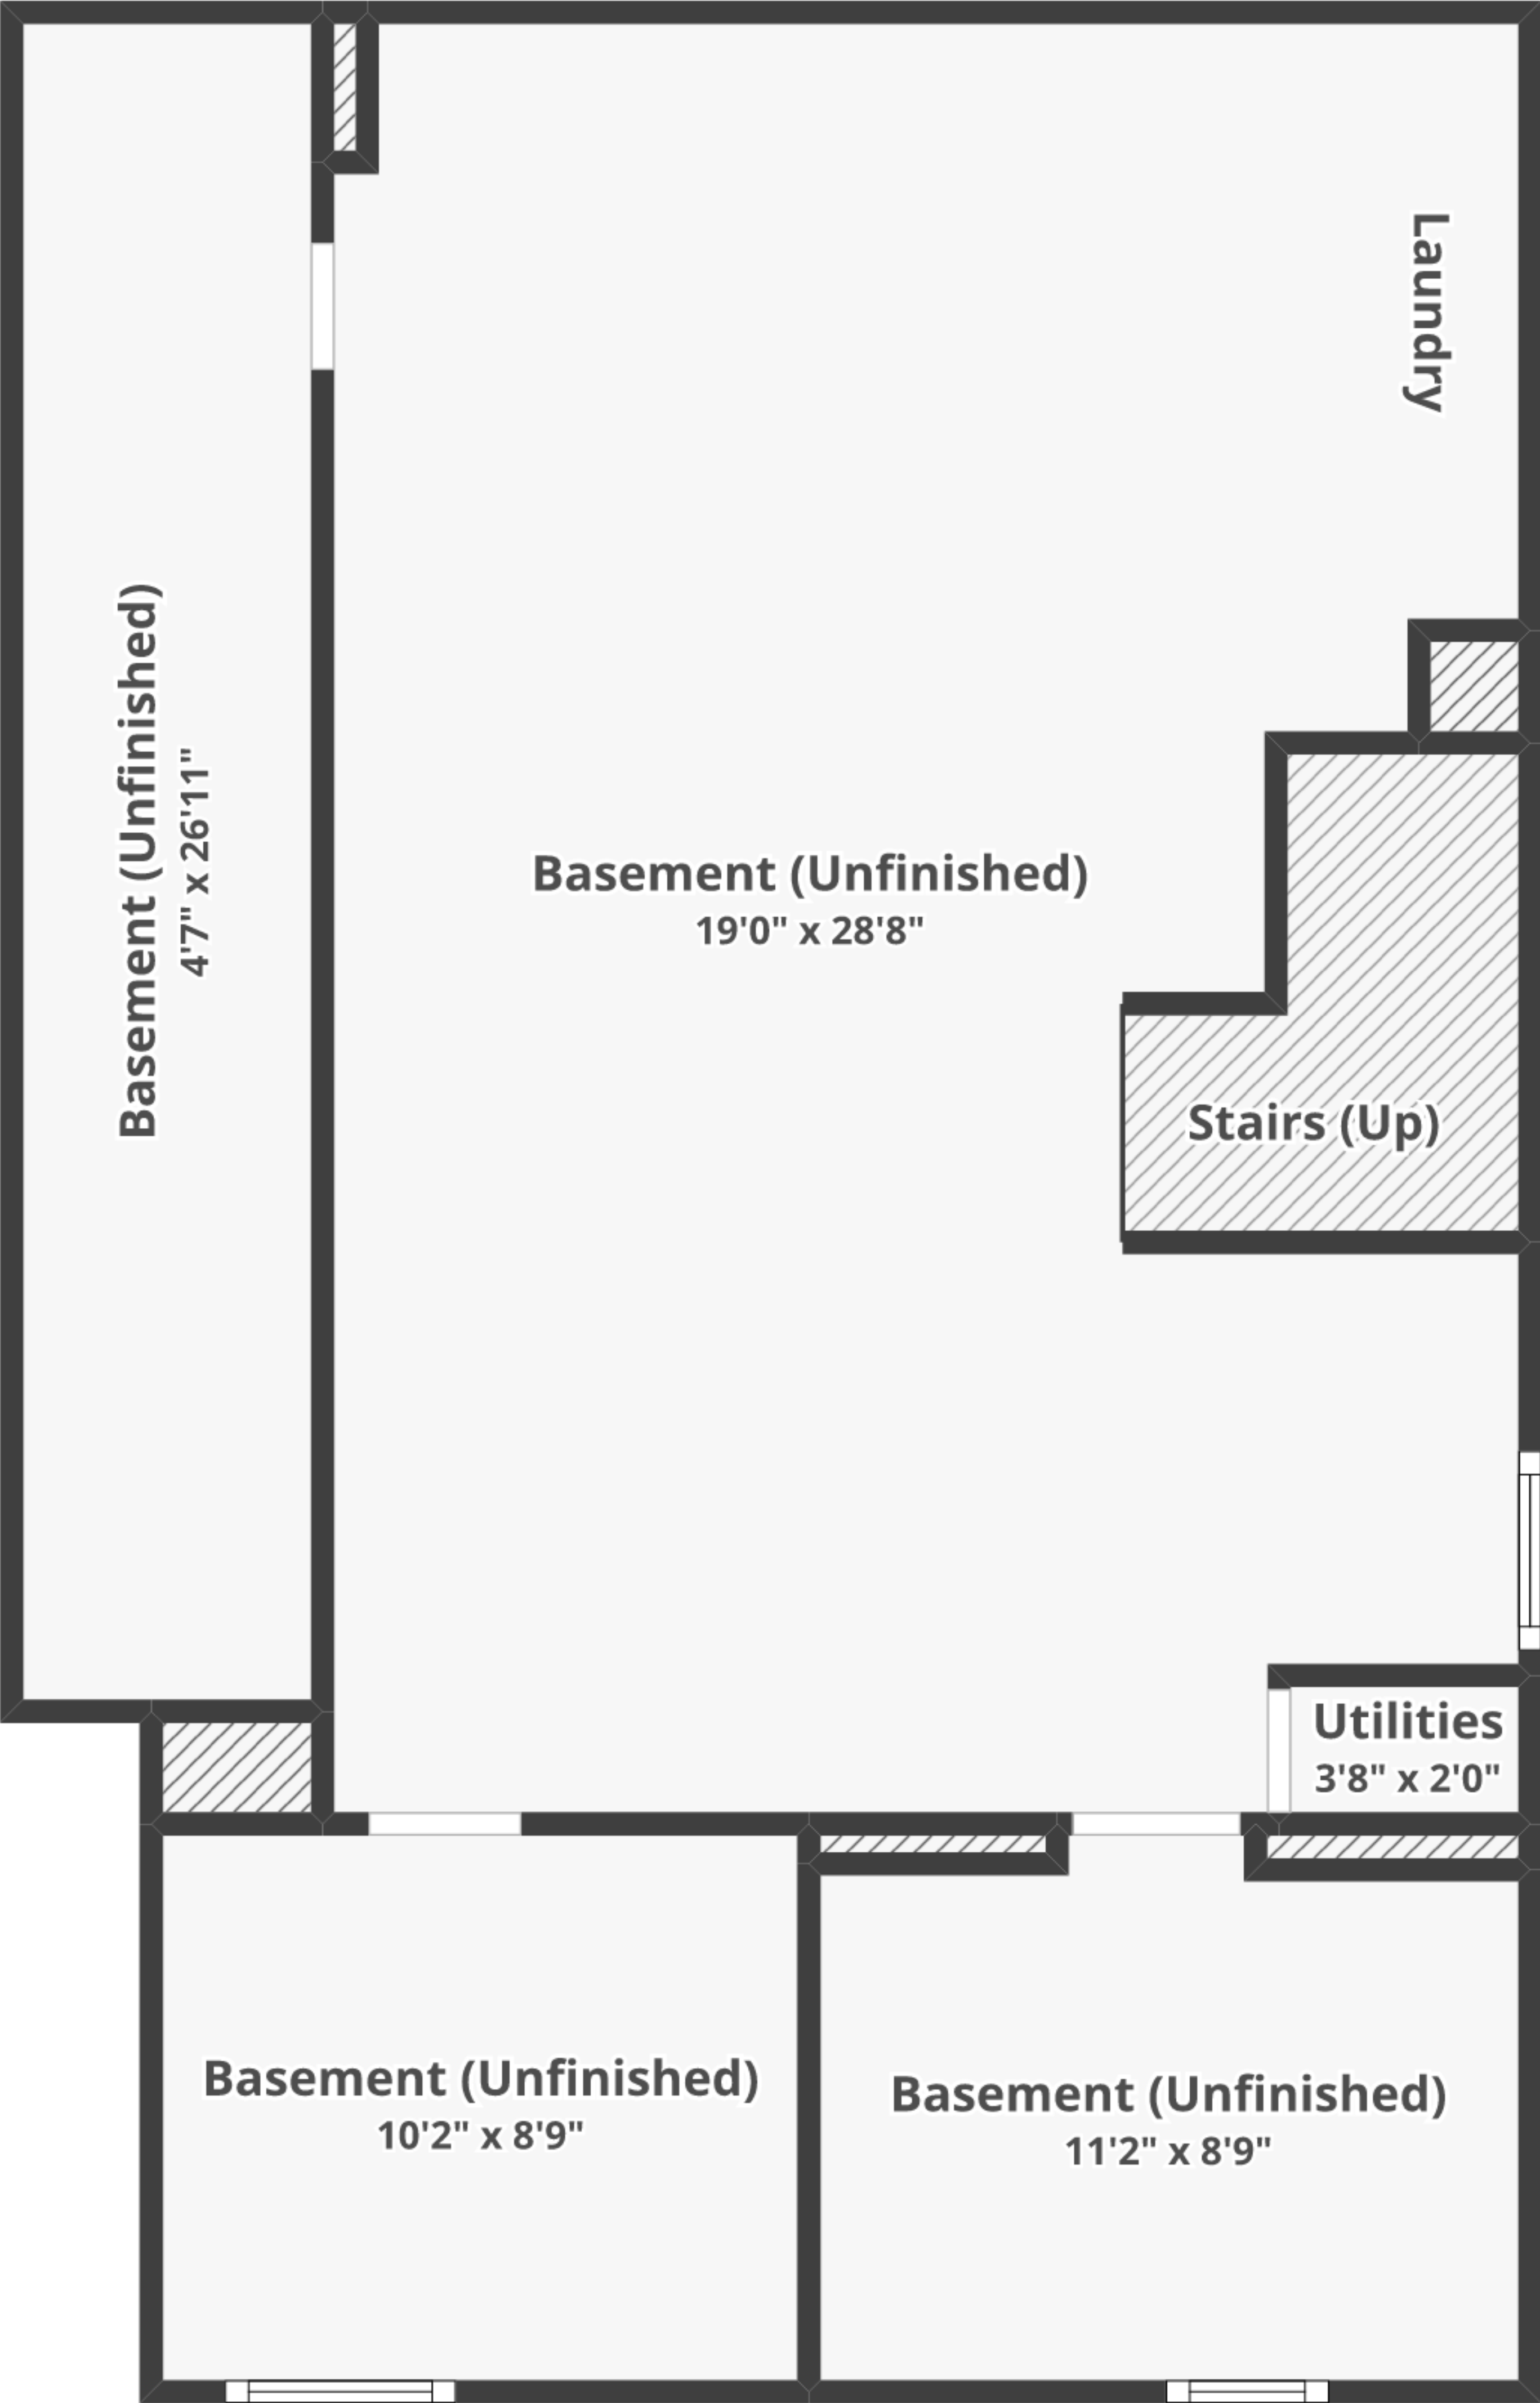 Laundry
Basement (Unfinished)
4'7" x 26'11"
Basement (Unfinished)
19'0" x 28'8"
Stairs (Up)
Utilities
3'8" x 2'0"
Basement (Unfinished)
10'2" x 8'9"
Basement (Unfinished)
11'2" x 8'9"